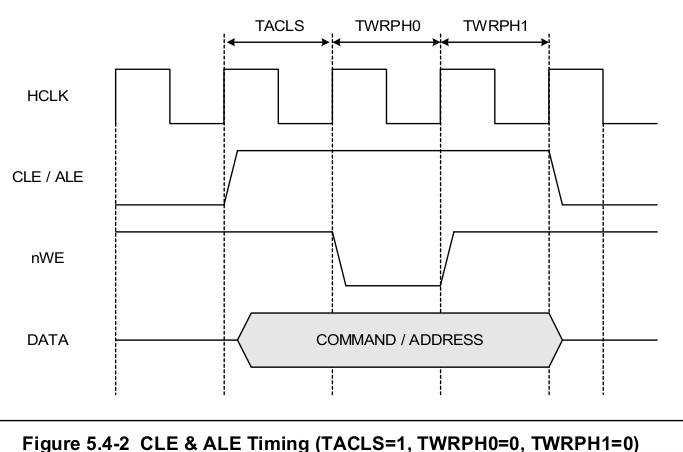 TACLS TWRPH0 TWRPH1
HCLK
CLE / ALE
nWE
DATA
COMMAND / ADDRESS
Figure 5.4-2 CLE & ALE Timing (TACLS=1, TWRPH0=0, TWRPH1=0)